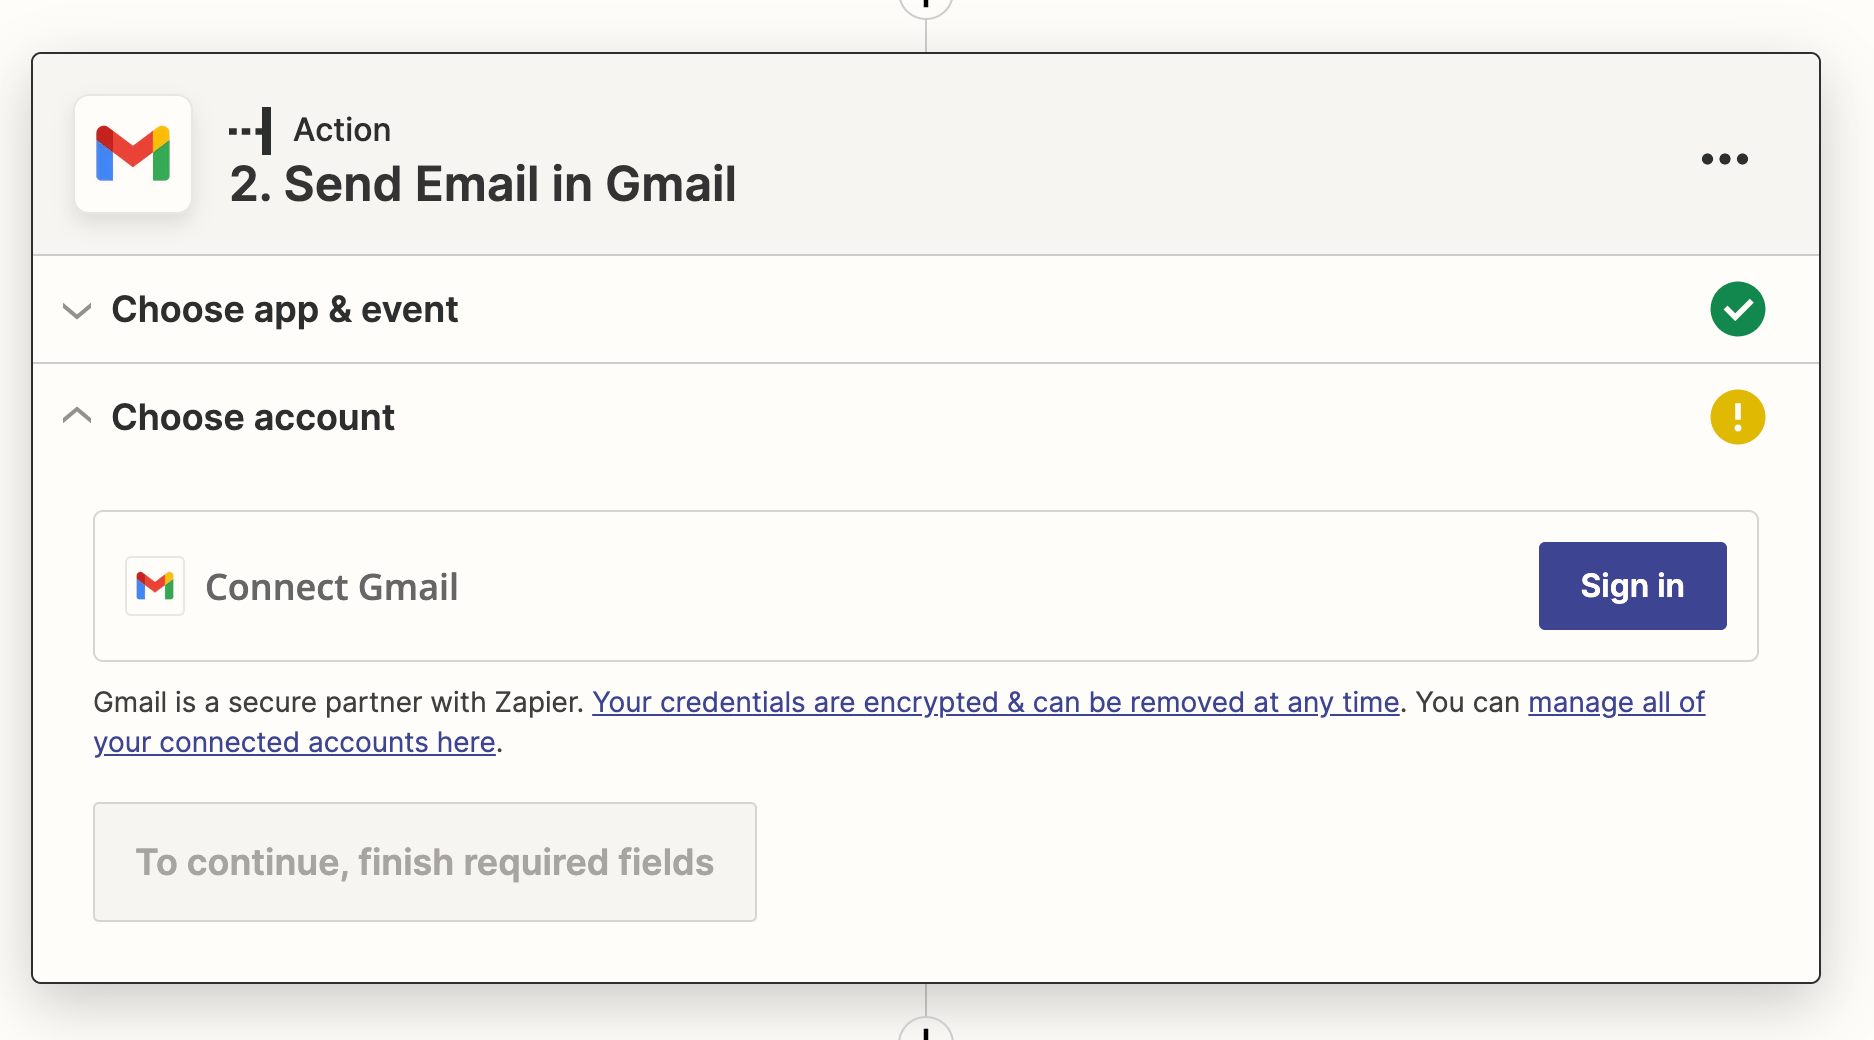 Action
2. Send Email in Gmail
Choose app & event
Choose account
Connect Gmail
Sign in
Gmail is a secure partner with Zapier. Your credentials are encrypted & can be removed at any time. You can manage all of
your connected accounts here.
To continue, finish required fields